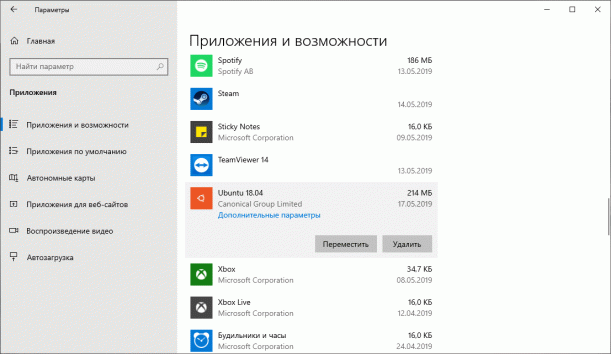 Параметры
Главная
Найти параметр
Приложения
Приложения и возможности
Приложения по умолчанию
Автономные карты
Приложения для веб-сайтов
Воспроизведение видео
Автозагрузка
Приложения и возможности
Spotify 186 МБ
Spotify AB 13.05.2019
Steam
14.05.2019
Sticky Notes 16,0 КБ
Microsoft Corporation 09.05.2019
TeamViewer 14
13.05.2019
Ubuntu 18.04 214 МБ
Canonical Group Limited 17.05.2019
Дополнительные параметры
Переместить Удалить
Xbox 34,7 КБ
Microsoft Corporation 08.05.2019
Xbox Live 16,0 КБ
Microsoft Corporation 12.04.2019
Будильники и часы 16,0 КБ
Microsoft Corporation 24.04.2019